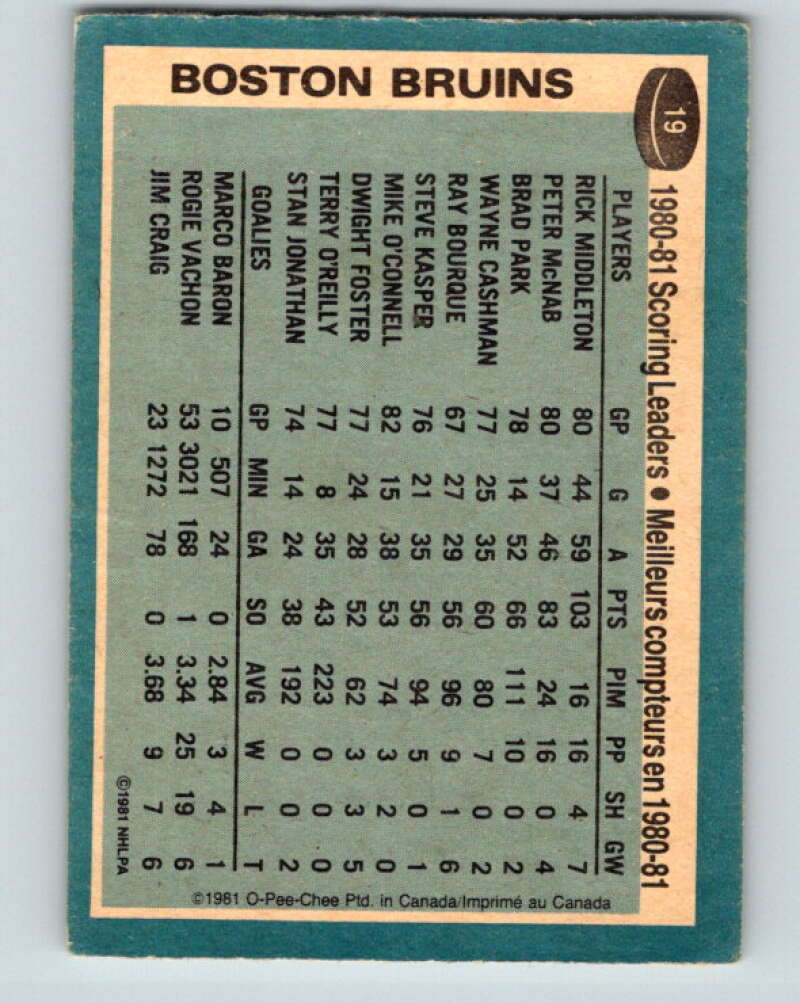 BOSTON BRUINS
19
1980-81 Scoring Leaders • Meilleurs compteurs en 1980-81
PLAYERS GP G A PTS PIM PP SH GW
RICK MIDDLETON 80 44 59 103 16 16 4 7
PETER McNAB 80 37 46 83 24 16 0 4
BRAD PARK 78 14 52 66 111 10 0 2
WAYNE CASHMAN 77 25 35 60 80 7 0 2
RAY BOURQUE 67 27 29 56 96 9 1 6
STEVE KASPER 76 21 35 56 94 5 0 1
MIKE O'CONNELL 82 15 38 53 74 3 2 0
DWIGHT FOSTER 77 24 28 52 62 3 3 5
TERRY O'REILLY 77 8 35 43 223 0 0 0
STAN JONATHAN 74 14 24 38 192 0 0 2
GOALIES GP MIN GA SO AVG W L T
MARCO BARON 10 507 24 0 2.84 3 4 1
ROGIE VACHON 53 3021 168 1 3.34 25 19 6
JIM CRAIG 23 1272 78 0 3.68 9 7 6
©1981 NHLPA
©1981 O-Pee-Chee Ptd. in Canada/Imprimé au Canada